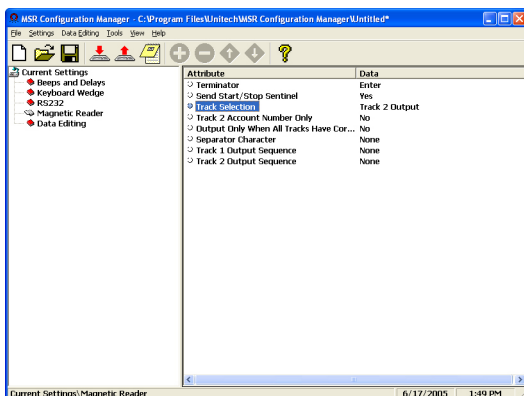 MSR Configuration Manager - C:\Program Files\Unitech\MSR Configuration Manager\Untitled*
File Settings Data Editing Tools View Help
Current Settings
Beeps and Delays
Keyboard Wedge
RS232
Magnetic Reader
Data Editing
Attribute Data
Terminator Enter
Send Start/Stop Sentinel Yes
Track Selection Track 2 Output
Track 2 Account Number Only No
Output Only When All Tracks Have Cor... No
Separator Character None
Track 1 Output Sequence None
Track 2 Output Sequence None
Current Settings\Magnetic Reader 6/17/2005 1:49 PM